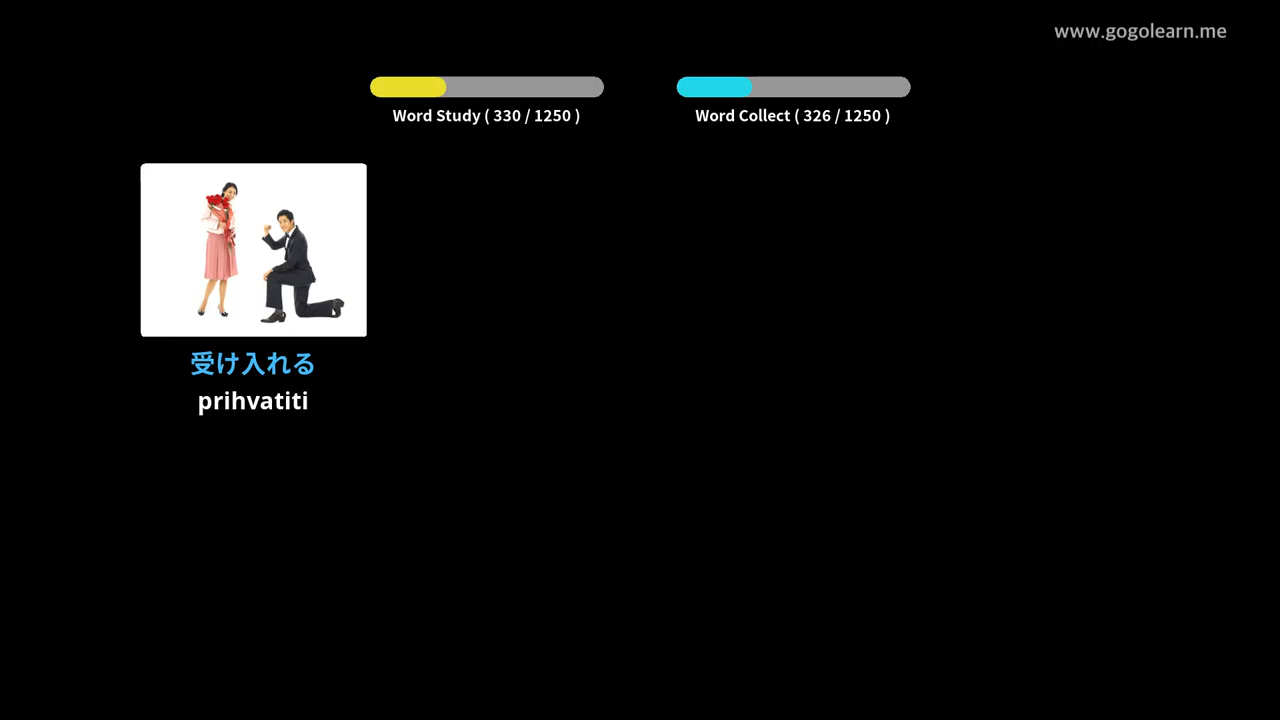 www.gogolearn.me
Word Study ( 330 / 1250 )
Word Collect ( 326 / 1250 )
受け入れる
prihvatiti